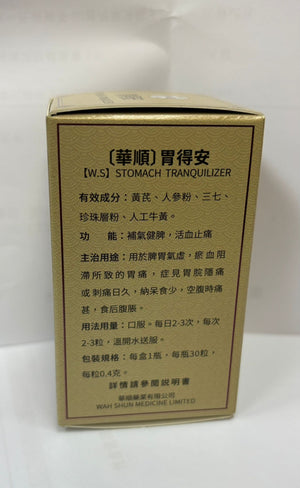 〔華順〕胃得安
【W.S】STOMACH TRANQUILIZER
有效成分：黃芪、人參粉、三七、
珍珠層粉、人工牛黃。
功　能：補氣健脾，活血止痛
主治用途：用於脾胃氣虛，瘀血阻
滯所致的胃痛，症見胃脘隱痛
或刺痛日久，納呆食少，空腹時痛
甚，食后腹脹。
用法用量：口服。每日2-3次，每次
2-3粒，溫開水送服。
包裝規格：每盒1瓶，每瓶30粒，
每粒0.4克。
詳情請參閱説明書
華順藥業有限公司
WAH SHUN MEDICINE LIMITED